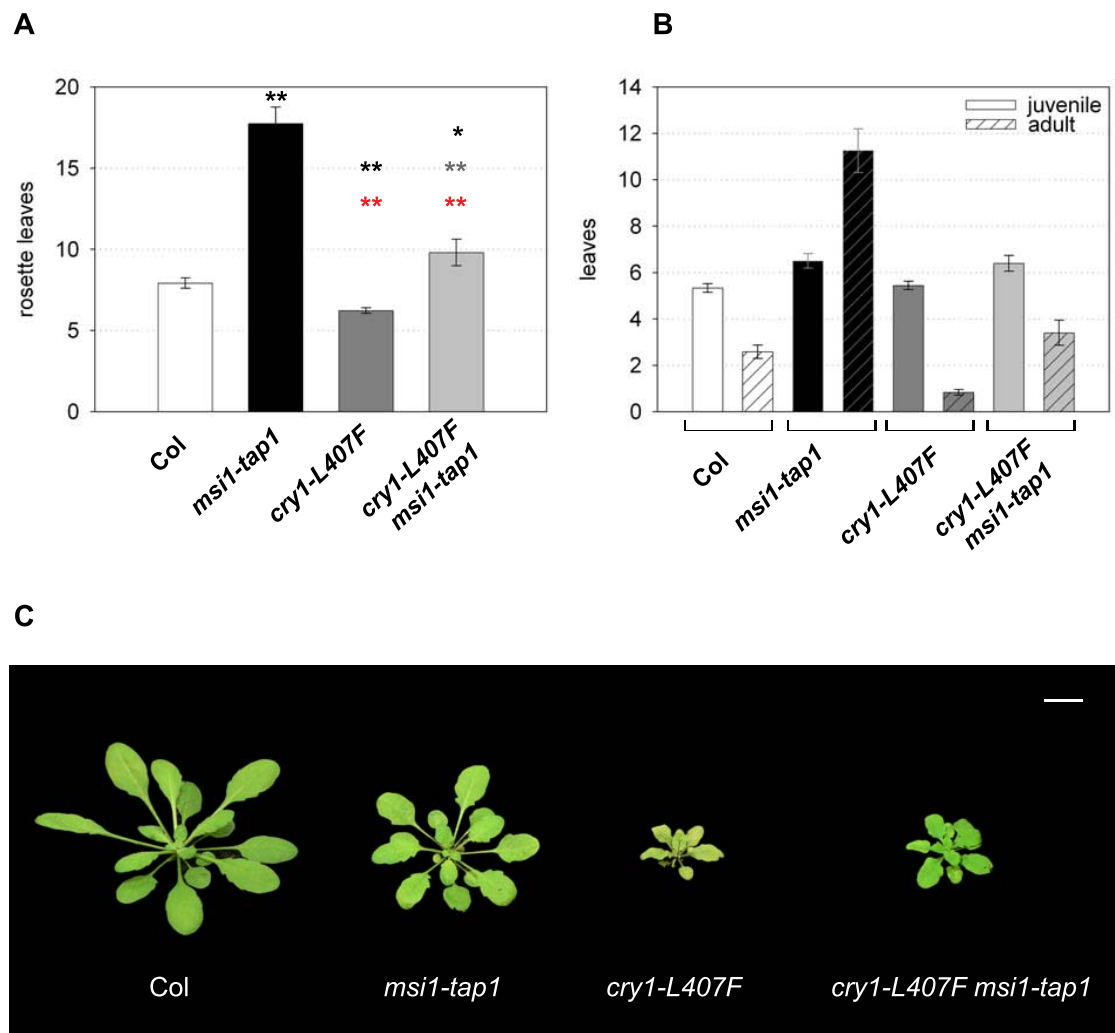 A
rosette leaves
20
15
10
5
0
**
**
**
*
**
**
Col
msi1-tap1
cry1-L407F
cry1-L407F
msi1-tap1
B
leaves
14
12
10
8
6
4
2
0
juvenile
adult
Col
msi1-tap1
cry1-L407F
cry1-L407F
msi1-tap1
C
Col
msi1-tap1
cry1-L407F
cry1-L407F msi1-tap1